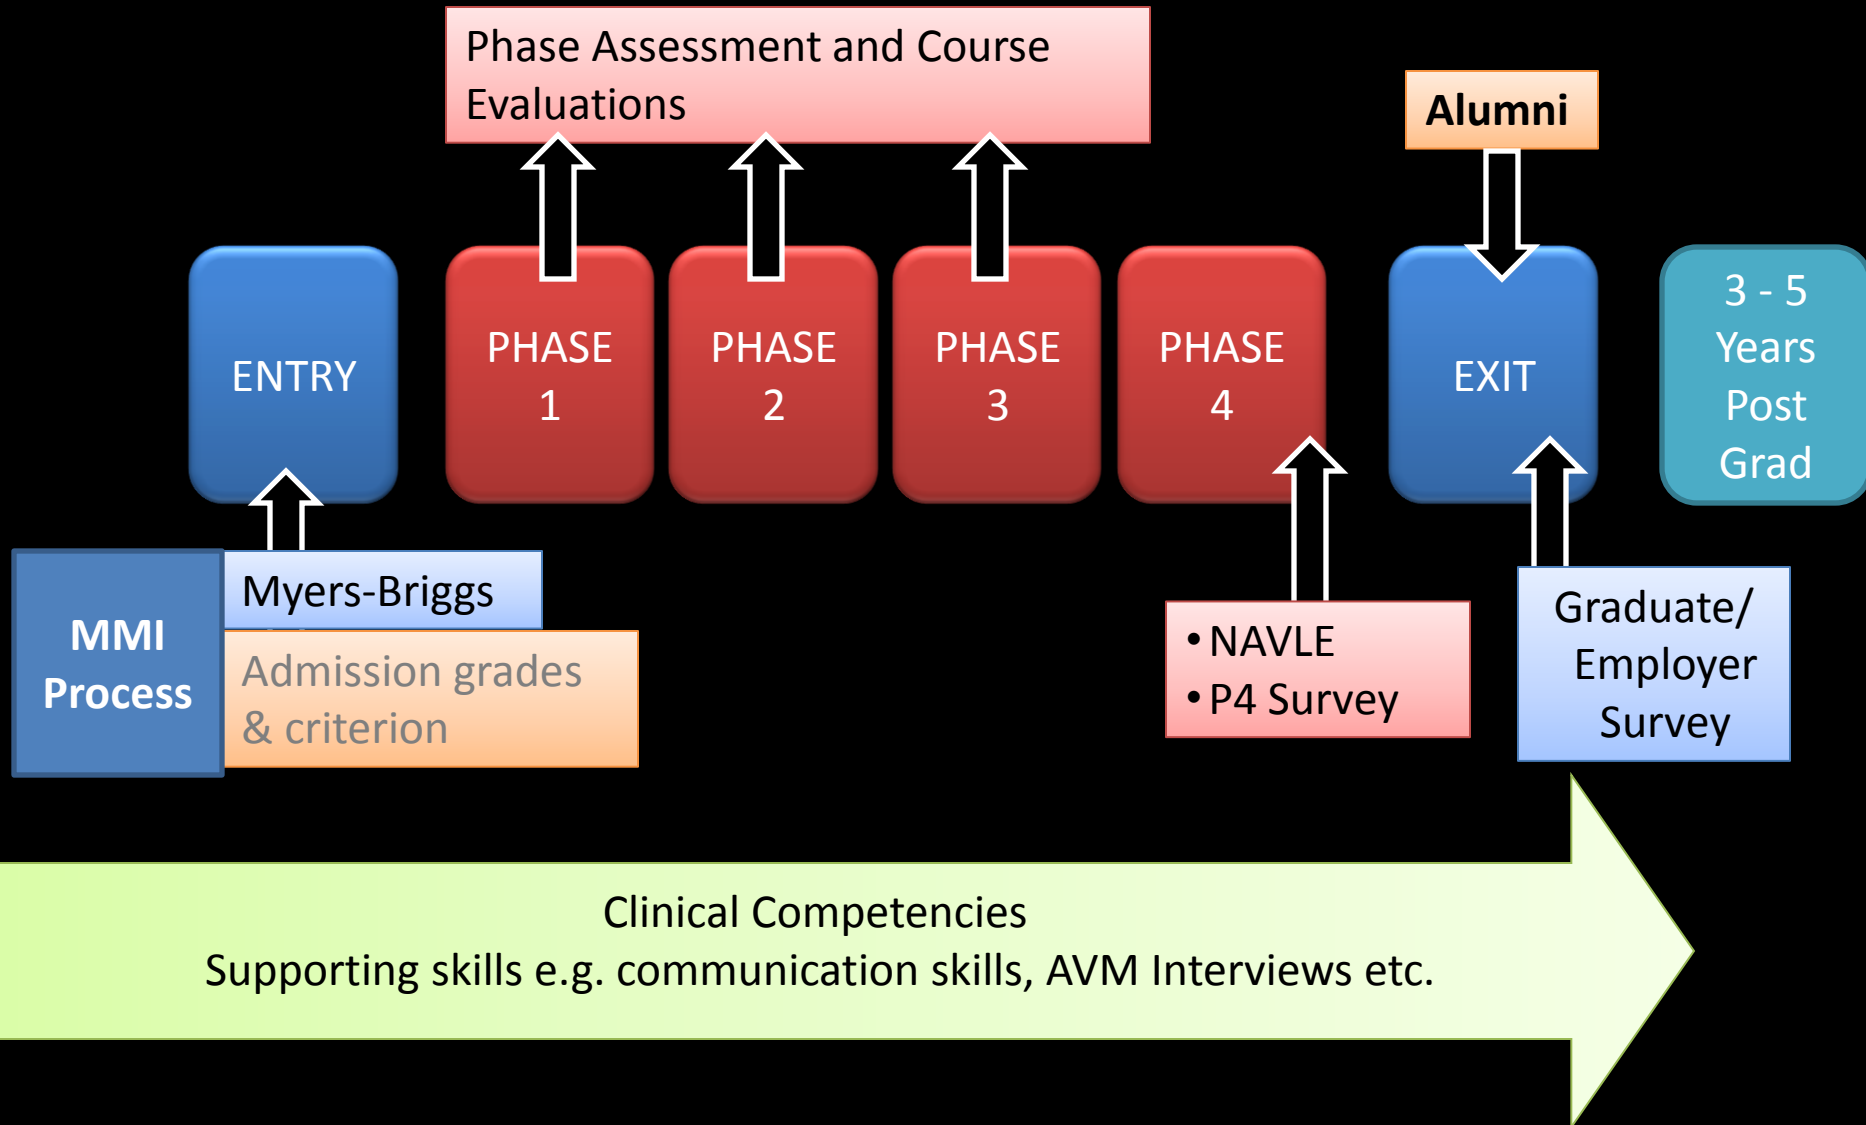 Phase Assessment and Course
Evaluations
Alumni
ENTRY
PHASE
1
PHASE
2
PHASE
3
PHASE
4
EXIT
3 - 5
Years
Post
Grad
MMI
Process
Myers-Briggs
Admission grades
& criterion
• NAVLE
• P4 Survey
Graduate/
Employer
Survey
Clinical Competencies
Supporting skills e.g. communication skills, AVM Interviews etc.